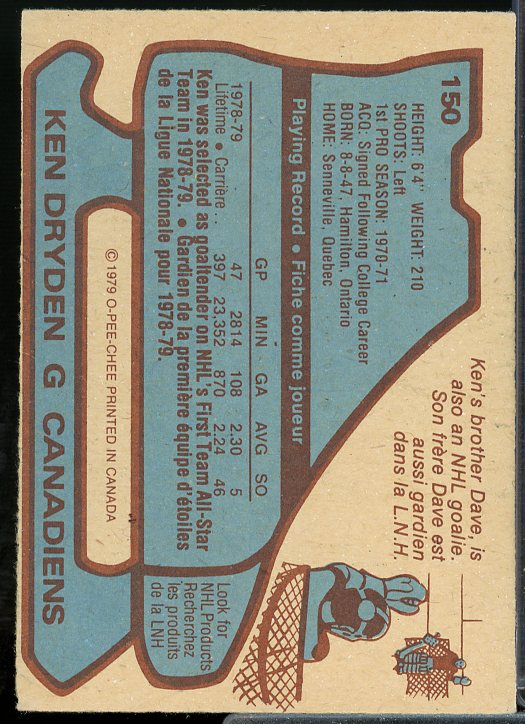 150
HEIGHT: 6'4" WEIGHT: 210
SHOOTS: Left
1st PRO SEASON: 1970-71
ACQ: Signed Following College Career
BORN: 8-8-47, Hamilton, Ontario
HOME: Senneville, Quebec
Ken's brother Dave, is
also an NHL goalie.
Son frère Dave est
aussi gardien
dans la L.N.H.
Playing Record • Fiche comme joueur
GP MIN GA AVG SO
1978-79 47 2814 108 2.30 5
Lifetime • Carrière .. 397 23,352 870 2.24 46
Ken was selected as goaltender on NHL's First Team All-Star
Team in 1978-79. • Gardien de la première équipe d'étoiles
de la Ligue Nationale pour 1978-79.
Look for
NHL Products
Recherchez
les produits
de la LNH
© 1979 O-PEE-CHEE PRINTED IN CANADA
KEN DRYDEN G CANADIENS